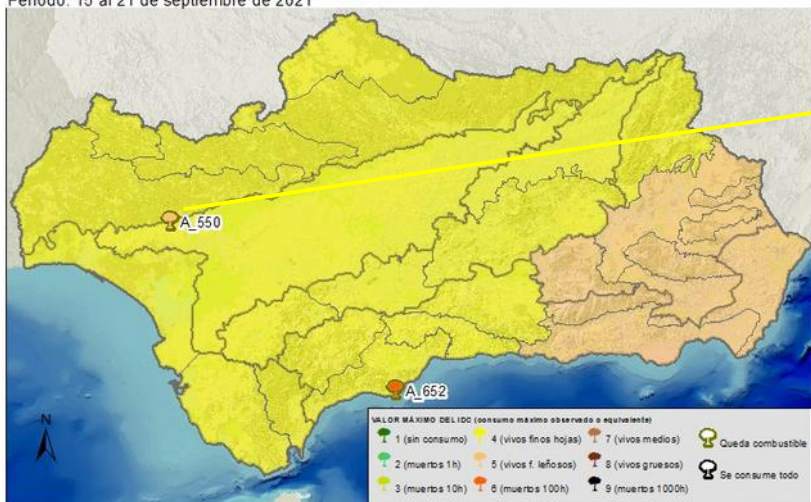 Periodo: 15 al 21 de septiembre de 2021
A_550
A_652
N
VALOR MÁXIMO DEL IDC (consumo máximo observado o equivalente)
1 (sin consumo)
4 (vivos finos hojas)
7 (vivos medios)
Queda combustible
2 (muertos 1h)
5 (vivos f. leñosos)
8 (vivos gruesos)
Se consume todo
3 (muertos 10h)
6 (muertos 100h)
9 (muertos 1000h)